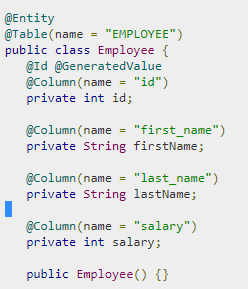 @Entity
@Table(name = "EMPLOYEE")
public class Employee {
@Id @GeneratedValue
@Column(name = "id")
private int id;
@Column(name = "first_name")
private String firstName;
@Column(name = "last_name")
private String lastName;
@Column(name = "salary")
private int salary;
public Employee() {}